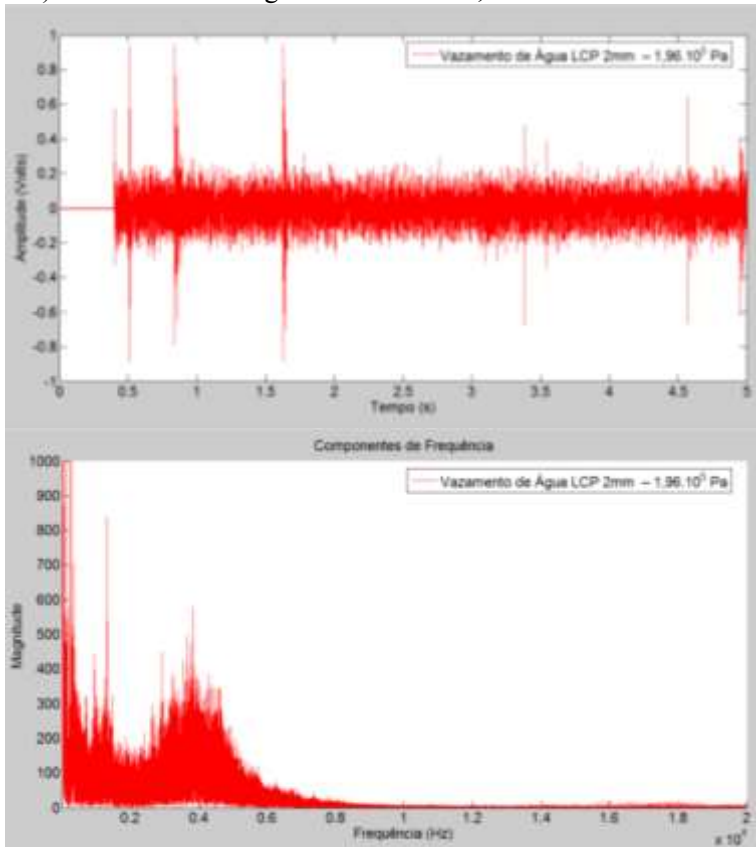 Vazamento de Água LCP 2mm – 1,96.10⁵ Pa
1
0.8
0.6
0.4
0.2
0
-0.2
-0.4
-0.6
-0.8
-1
Amplitude (Volts)
0 0.5 1 1.5 2 2.5 3 3.5 4 4.5 5
Tempo (s)
Componentes de Frequência
Vazamento de Água LCP 2mm – 1,96.10⁵ Pa
1000
900
800
700
600
500
400
300
200
100
0
Magnitude
0.2 0.4 0.6 0.8 1 1.2 1.4 1.6 1.8 2
Frequência (Hz)
x 10⁴